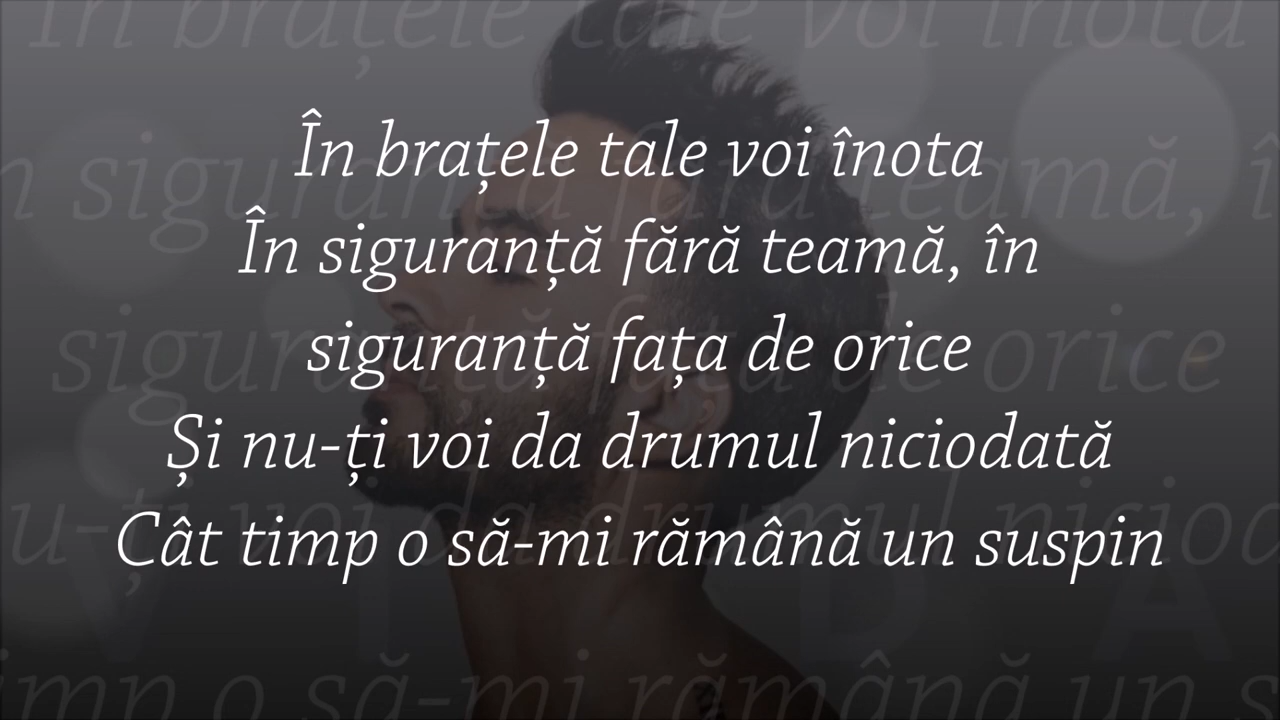 În brațele tale voi înota
În siguranță fără teamă, în
siguranță fața de orice
Și nu-ți voi da drumul niciodată
Cât timp o să-mi rămână un suspin
V I D A